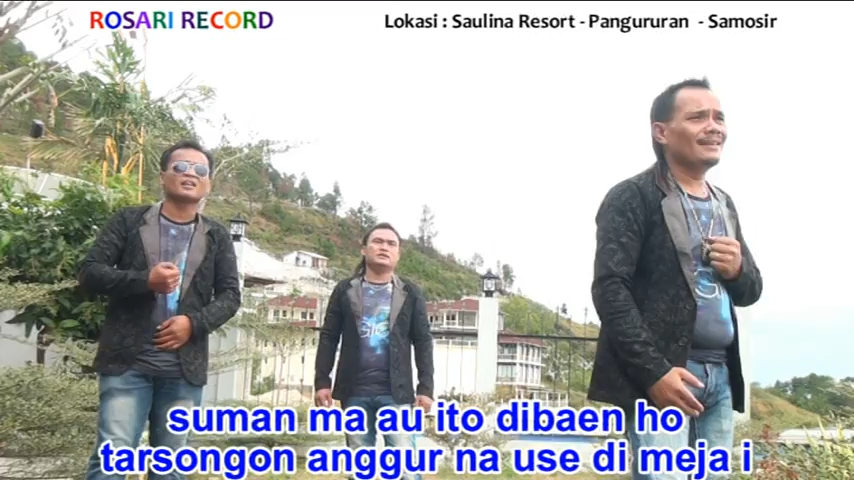 ROSARI RECORD
Lokasi : Saulina Resort - Pangururan - Samosir
suman ma au ito dibaen ho
tarsongon anggur na use di meja i